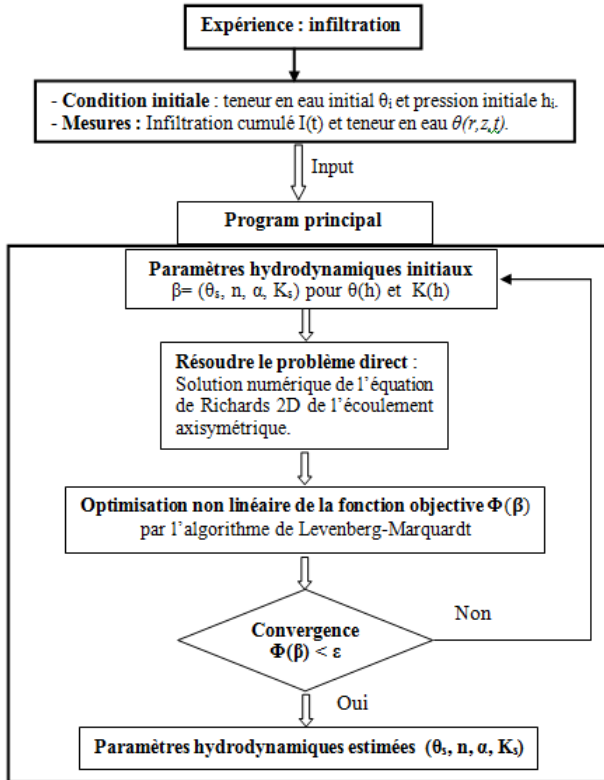 Expérience : infiltration
- Condition initiale : teneur en eau initial θi et pression initiale hi.
- Mesures : Infiltration cumulé I(t) et teneur en eau θ(r,z,t).
Input
Program principal
Paramètres hydrodynamiques initiaux
β= (θs, n, α, Ks) pour θ(h) et K(h)
Résoudre le problème direct :
Solution numérique de l’équation
de Richards 2D de l’écoulement
axisymétrique.
Optimisation non linéaire de la fonction objective Φ(β)
par l’algorithme de Levenberg-Marquardt
Convergence
Φ(β) < ε
Non
Oui
Paramètres hydrodynamiques estimées (θs, n, α, Ks)